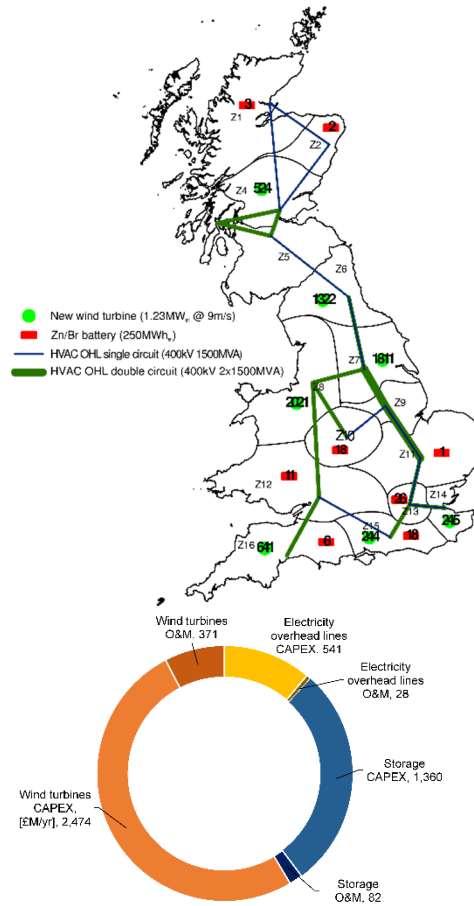 3
Z1
2
Z2
Z4
524
Z5
Z6
1322
Z7
1811
Z8
2021
Z9
Z10
18
Z11
1
Z12
11
26
Z13
Z14
245
Z15
244
18
6
Z16
641
New wind turbine (1.23MWe @ 9m/s)
Zn/Br battery (250MWhe)
HVAC OHL single circuit (400kV 1500MVA)
HVAC OHL double circuit (400kV 2x1500MVA)
Wind turbines
O&M, 371
Electricity
overhead lines
CAPEX, 541
Electricity
overhead lines
O&M, 28
Storage
CAPEX, 1,360
Wind turbines
CAPEX,
[£M/yr], 2,474
Storage
O&M, 82